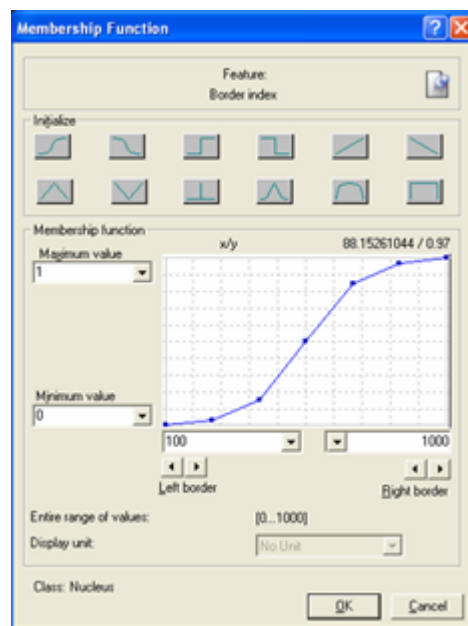 Membership Function
Feature:
Border index
Initialize
Membership function
Maximum value
x/y
88.15261044 / 0.97
1
Minimum value
0
100
1000
Left border
Right border
Entire range of values:
[0...1000]
Display unit:
No Unit
Class: Nucleus
OK
Cancel